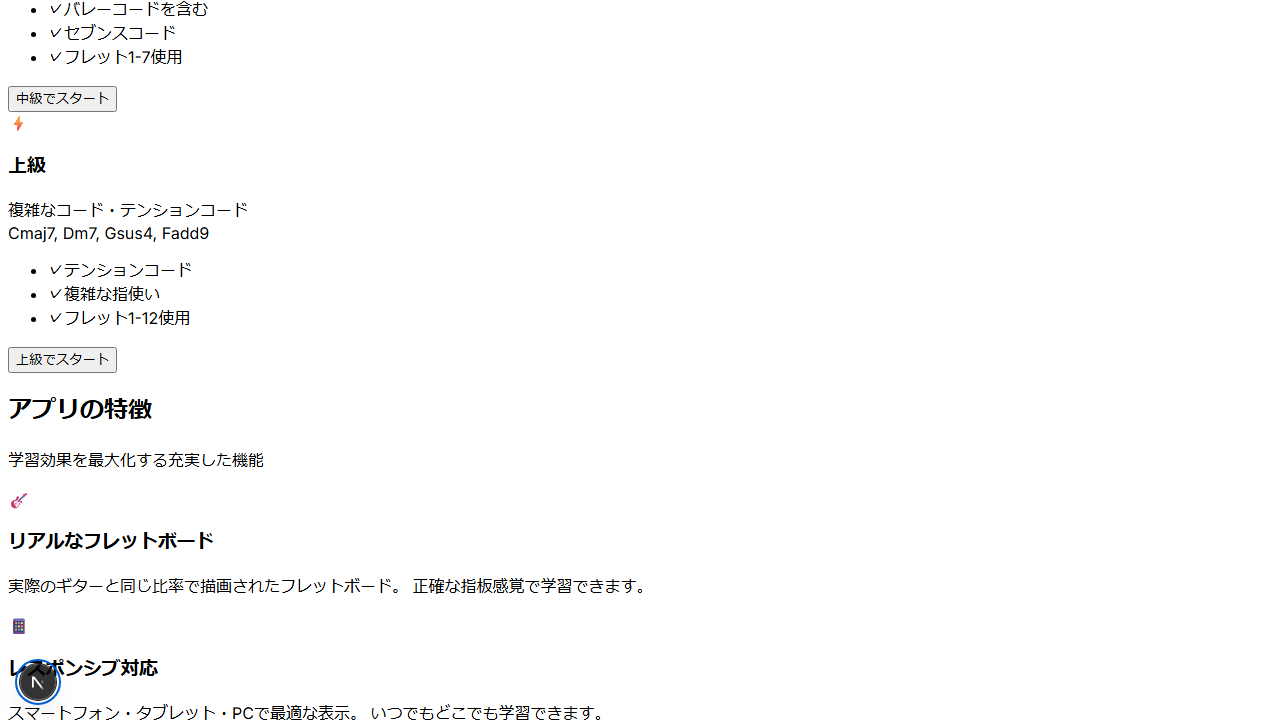 ✓バレーコードを含む
✓セブンスコード
✓フレット1-7使用
中級でスタート
上級
複雑なコード・テンションコード
Cmaj7, Dm7, Gsus4, Fadd9
✓テンションコード
✓複雑な指使い
✓フレット1-12使用
上級でスタート
アプリの特徴
学習効果を最大化する充実した機能
リアルなフレットボード
実際のギターと同じ比率で描画されたフレットボード。 正確な指板感覚で学習できます。
レスポンシブ対応
スマートフォン・タブレット・PCで最適な表示。 いつでもどこでも学習できます。